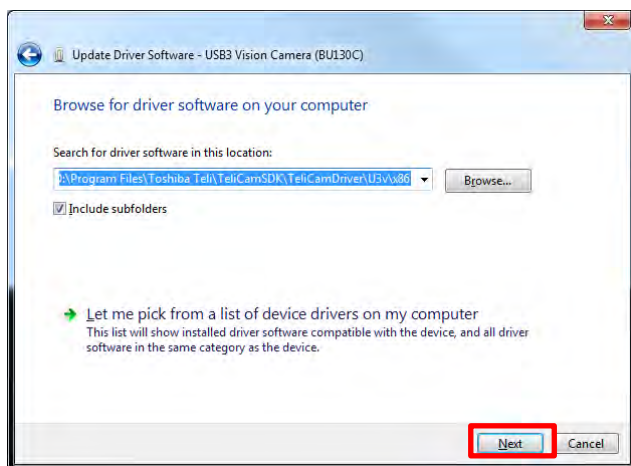 Update Driver Software - USB3 Vision Camera (BU130C)
Browse for driver software on your computer
Search for driver software in this location:
:\Program Files\Toshiba Teli\TeliCamSDK\TeliCamDriver\U3v\x86
Browse...
Include subfolders
Let me pick from a list of device drivers on my computer
This list will show installed driver software compatible with the device, and all driver
software in the same category as the device.
Next Cancel